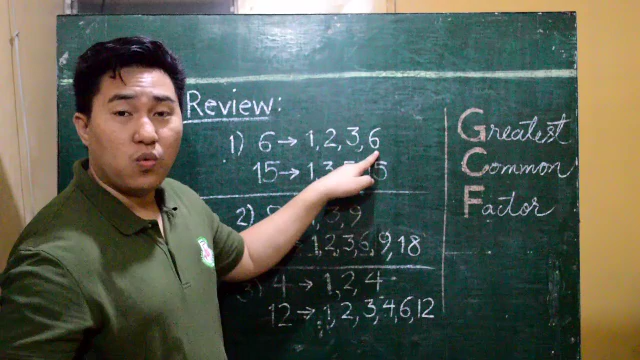 Review:
1) 6 → 1, 2, 3, 6
15 → 1, 3, 5, 15
2) 9 → 1, 3, 9
→ 1, 2, 3, 6, 9, 18
3) 4 → 1, 2, 4
12 → 1, 2, 3, 4, 6, 12
Greatest
Common
Factor